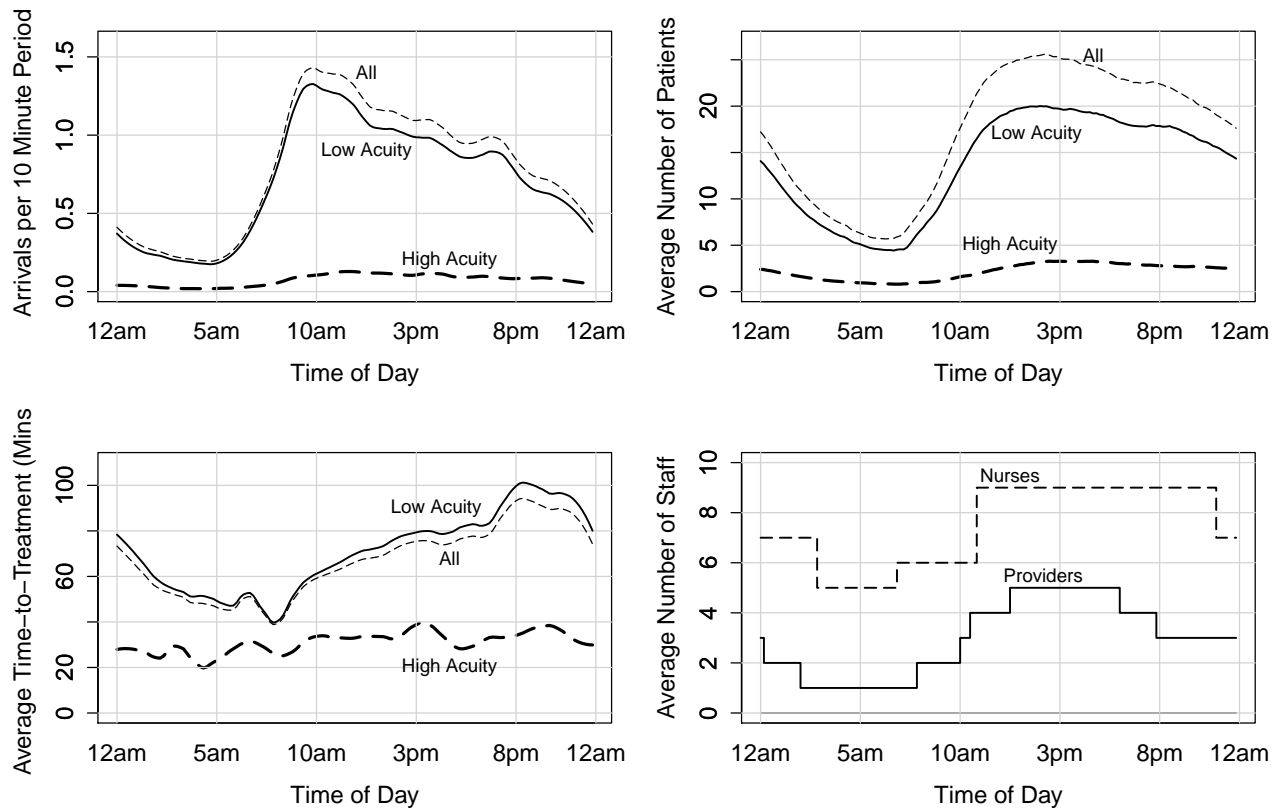 Arrivals per 10 Minute Period
0.0 0.5 1.0 1.5
All
Low Acuity
High Acuity
12am 5am 10am 3pm 8pm 12am
Time of Day
Average Number of Patients
0 5 10 20
All
Low Acuity
High Acuity
12am 5am 10am 3pm 8pm 12am
Time of Day
Average Time−to−Treatment (Mins
0 20 60 100
Low Acuity
All
High Acuity
12am 5am 10am 3pm 8pm 12am
Time of Day
Average Number of Staff
0 2 4 6 8 10
Nurses
Providers
12am 5am 10am 3pm 8pm 12am
Time of Day